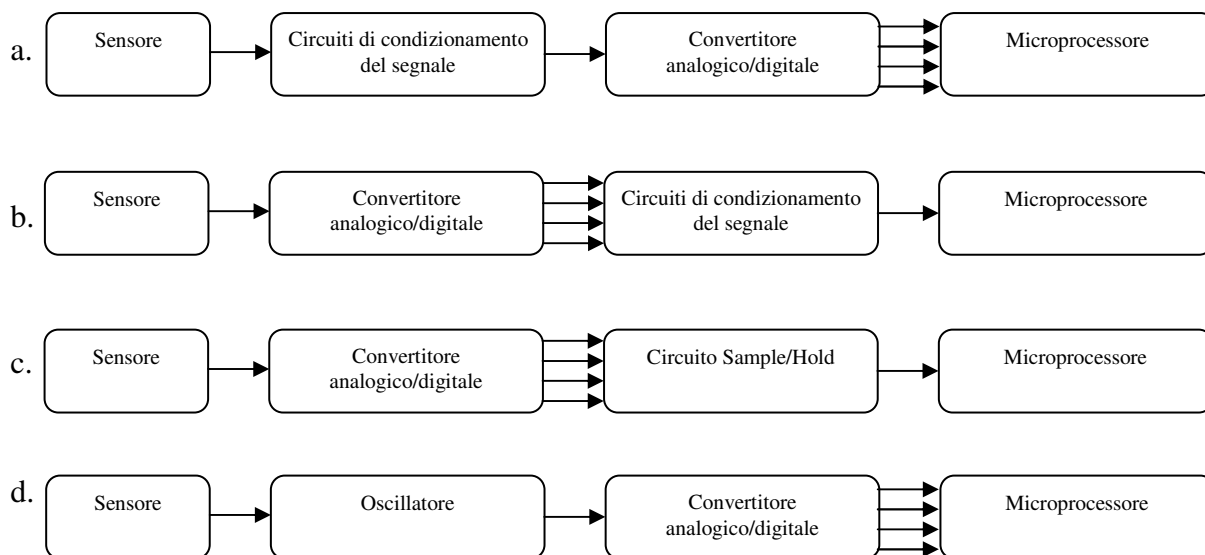 a.
Sensore
Circuiti di condizionamento
del segnale
Convertitore
analogico/digitale
Microprocessore
b.
Sensore
Convertitore
analogico/digitale
Circuiti di condizionamento
del segnale
Microprocessore
c.
Sensore
Convertitore
analogico/digitale
Circuito Sample/Hold
Microprocessore
d.
Sensore
Oscillatore
Convertitore
analogico/digitale
Microprocessore